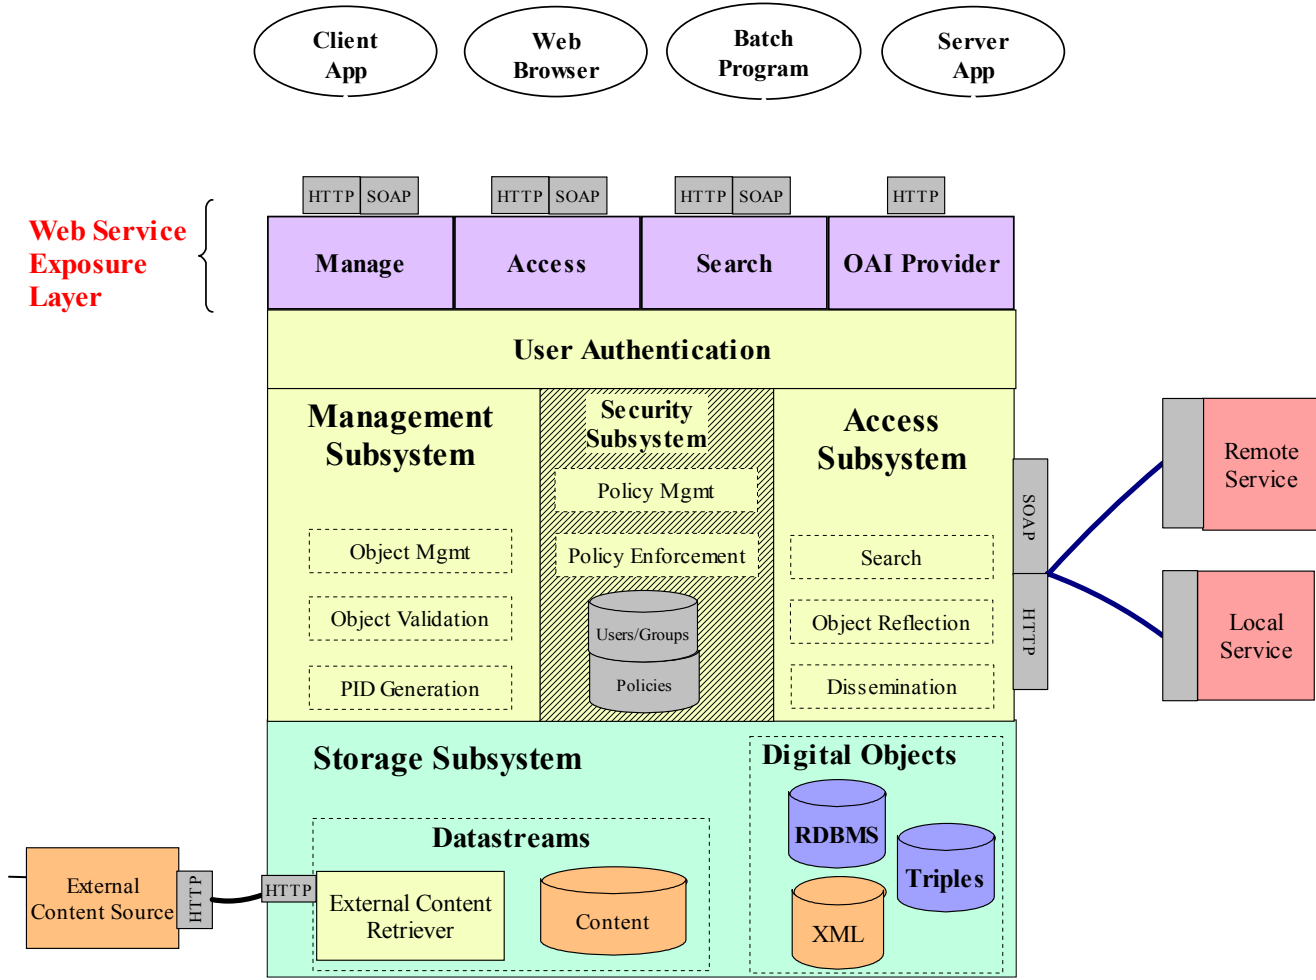 Client
App
Web
Browser
Batch
Program
Server
App
HTTP SOAP
HTTP SOAP
HTTP SOAP
HTTP
Web Service
Exposure
Layer
Manage
Access
Search
OAI Provider
User Authentication
Management
Subsystem
Object Mgmt
Object Validation
PID Generation
Security
Subsystem
Policy Mgmt
Policy Enforcement
Users/Groups
Policies
Access
Subsystem
Search
Object Reflection
Dissemination
SOAP
HTTP
Remote
Service
Local
Service
Storage Subsystem
Datastreams
External Content
Retriever
Content
Digital Objects
RDBMS
Triples
XML
External
Content Source
HTTP
HTTP